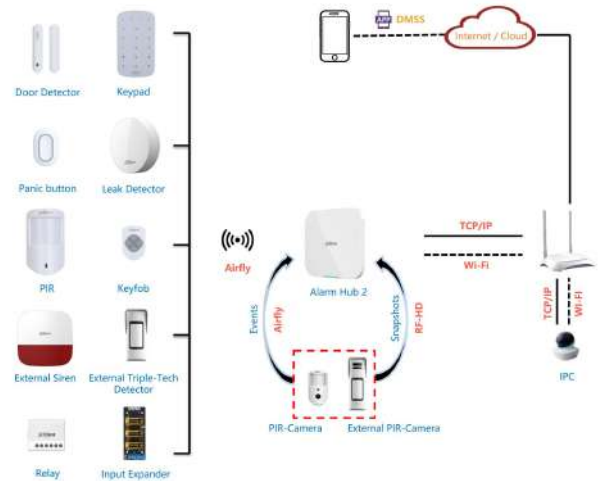 APP DMSS
Internet / Cloud
Door Detector
Keypad
Panic button
Leak Detector
PIR
Keyfob
External Siren
External Triple-Tech
Detector
Relay
Input Expander
Airfly
Alarm Hub 2
TCP/IP
Wi-Fi
Events
Airfly
Snapshots
RF-HD
PIR-Camera
External PIR-Camera
TCP/IP
Wi-Fi
IPC